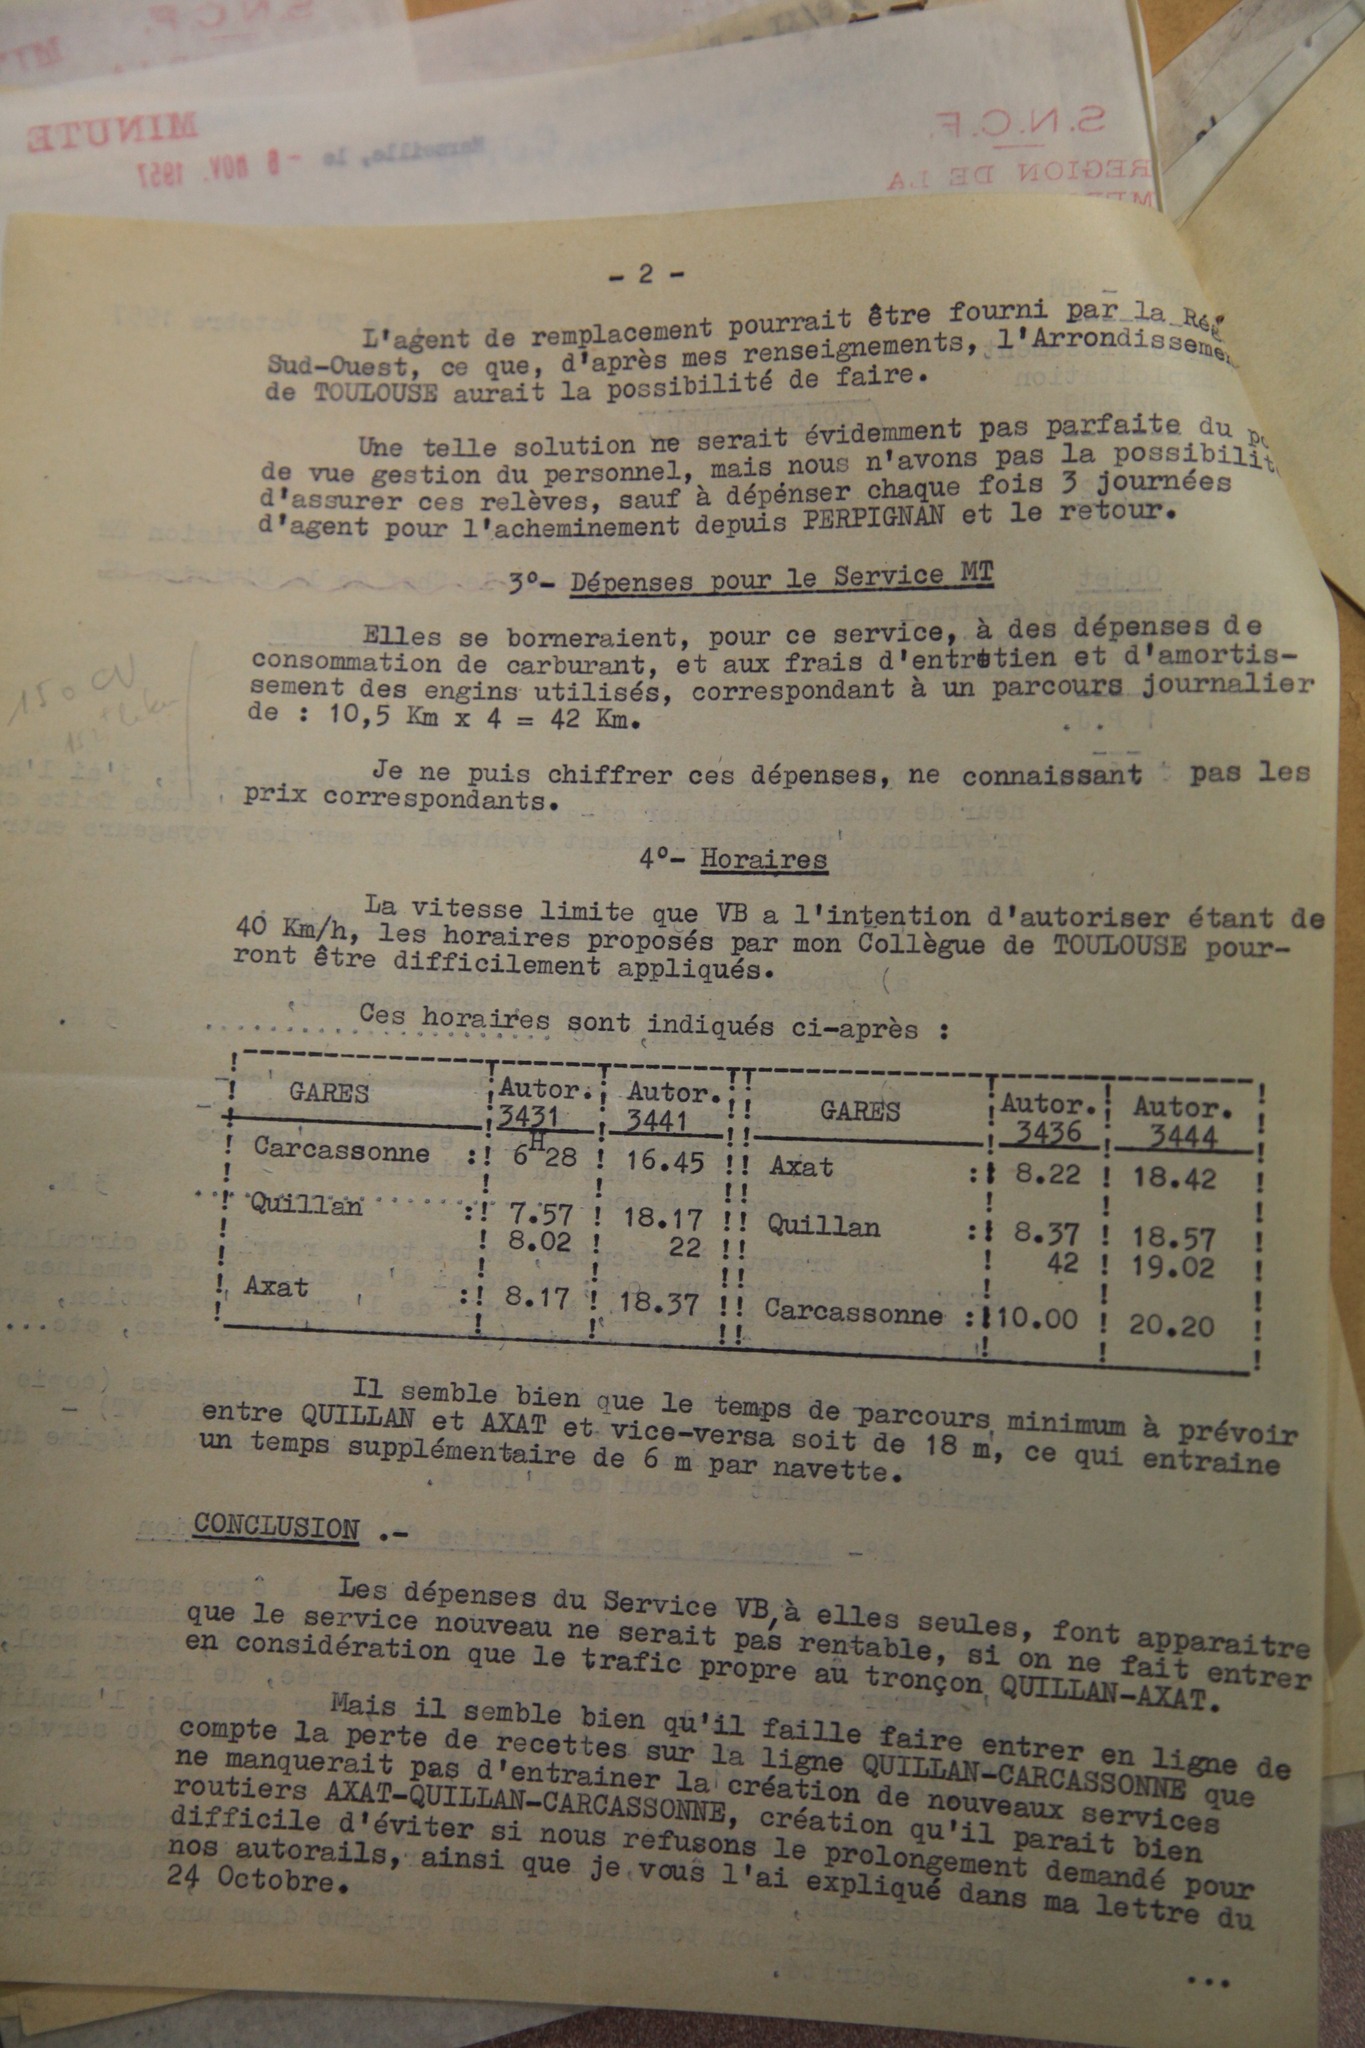 S.N.C.F.
MINUTE
Marseille, le - 6 NOV. 1957
S.N.C.F.
REGION DE LA
- 2 -
L'agent de remplacement pourrait être fourni par la Rég
Sud-Ouest, ce que, d'après mes renseignements, l'Arrondissemen
de TOULOUSE aurait la possibilité de faire.
Une telle solution ne serait évidemment pas parfaite du po
de vue gestion du personnel, mais nous n'avons pas la possibilit
d'assurer ces relèves, sauf à dépénser chaque fois 3 journées
d'agent pour l'acheminement depuis PERPIGNAN et le retour.
3°- Dépenses pour le Service MT
Elles se borneraient, pour ce service, à des dépenses de
consommation de carburant, et aux frais d'entretien et d'amortis-
sement des engins utilisés, correspondant à un parcours journalier
de : 10,5 Km x 4 = 42 Km.
150 CV
Je ne puis chiffrer ces dépenses, ne connaissant pas les
prix correspondants.
4°- Horaires
La vitesse limite que VB a l'intention d'autoriser étant de
40 Km/h, les horaires proposés par mon Collègue de TOULOUSE pour-
ront être difficilement appliqués.
Ces horaires sont indiqués ci-après :
GARES ! Autor. 3431 ! Autor. 3441 !! GARES ! Autor. 3436 ! Autor. 3444 !
! Carcassonne :! 6H28 ! 16.45 !! Axat :! 8.22 ! 18.42 !
! Quillan :! 7.57 ! 18.17 !! Quillan :! 8.37 ! 18.57 !
! 8.02 ! 22 !! ! 42 ! 19.02 !
! Axat :! 8.17 ! 18.37 !! Carcassonne :!10.00 ! 20.20 !
Il semble bien que le temps de parcours minimum à prévoir
entre QUILLAN et AXAT et vice-versa soit de 18 m, ce qui entraine
un temps supplémentaire de 6 m par navette.
CONCLUSION .-
Les dépenses du Service VB, à elles seules, font apparaitre
que le service nouveau ne serait pas rentable, si on ne fait entrer
en considération que le trafic propre au tronçon QUILLAN-AXAT.
Mais il semble bien qu'il faille faire entrer en ligne de
compte la perte de recettes sur la ligne QUILLAN-CARCASSONNE que
ne manquerait pas d'entrainer la création de nouveaux services
routiers AXAT-QUILLAN-CARCASSONNE, création qu'il parait bien
difficile d'éviter si nous refusons le prolongement demandé pour
nos autorails, ainsi que je vous l'ai expliqué dans ma lettre du
24 Octobre.
...